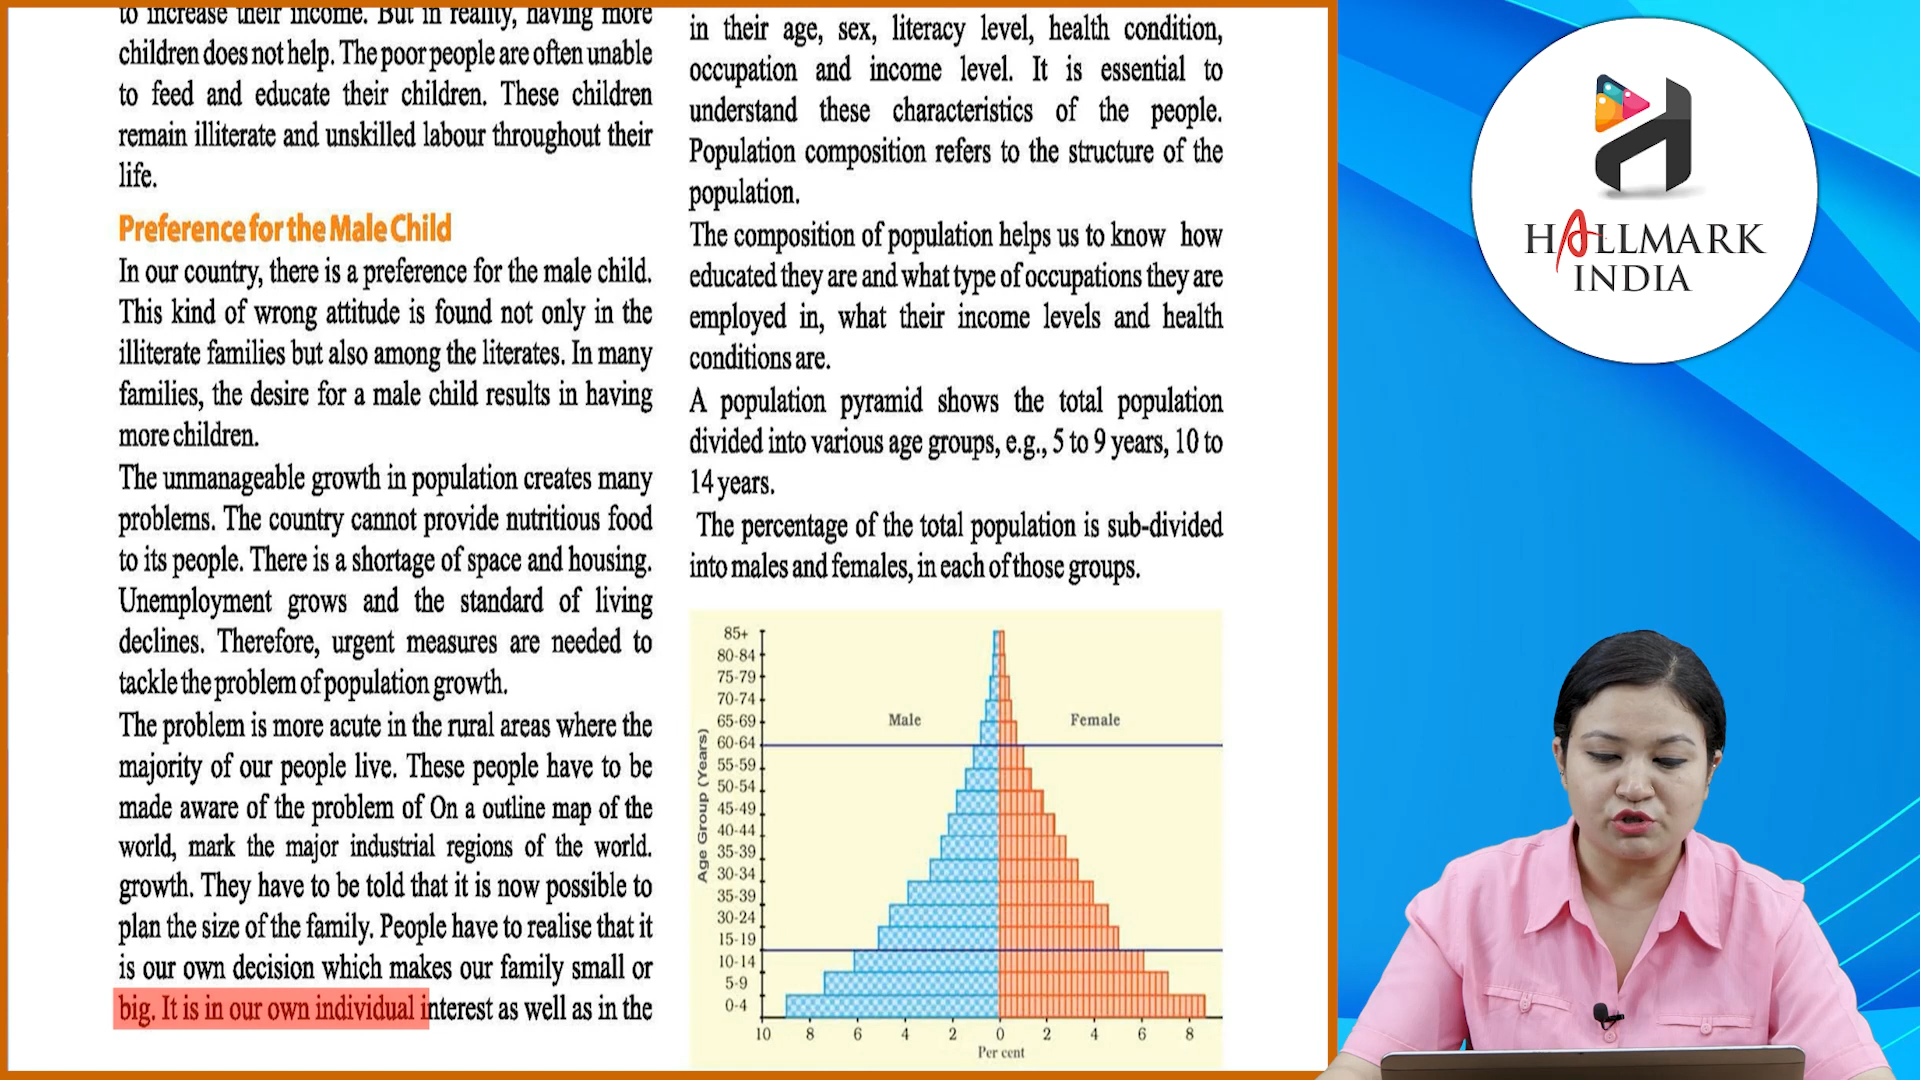 to increase their income. But in reality, having more
children does not help. The poor people are often unable
to feed and educate their children. These children
remain illiterate and unskilled labour throughout their
life.
Preference for the Male Child
In our country, there is a preference for the male child.
This kind of wrong attitude is found not only in the
illiterate families but also among the literates. In many
families, the desire for a male child results in having
more children.
The unmanageable growth in population creates many
problems. The country cannot provide nutritious food
to its people. There is a shortage of space and housing.
Unemployment grows and the standard of living
declines. Therefore, urgent measures are needed to
tackle the problem of population growth.
The problem is more acute in the rural areas where the
majority of our people live. These people have to be
made aware of the problem of On a outline map of the
world, mark the major industrial regions of the world.
growth. They have to be told that it is now possible to
plan the size of the family. People have to realise that it
is our own decision which makes our family small or
big. It is in our own individual interest as well as in the
in their age, sex, literacy level, health condition,
occupation and income level. It is essential to
understand these characteristics of the people.
Population composition refers to the structure of the
population.
The composition of population helps us to know how
educated they are and what type of occupations they are
employed in, what their income levels and health
conditions are.
A population pyramid shows the total population
divided into various age groups, e.g., 5 to 9 years, 10 to
14 years.
The percentage of the total population is sub-divided
into males and females, in each of those groups.
Age Group (Years)
85+
80-84
75-79
70-74
65-69
60-64
55-59
50-54
45-49
40-44
35-39
30-34
35-39
30-24
15-19
10-14
5-9
0-4
Male
Female
10 8 6 4 2 0 2 4 6 8
Per cent
HALLMARK
INDIA